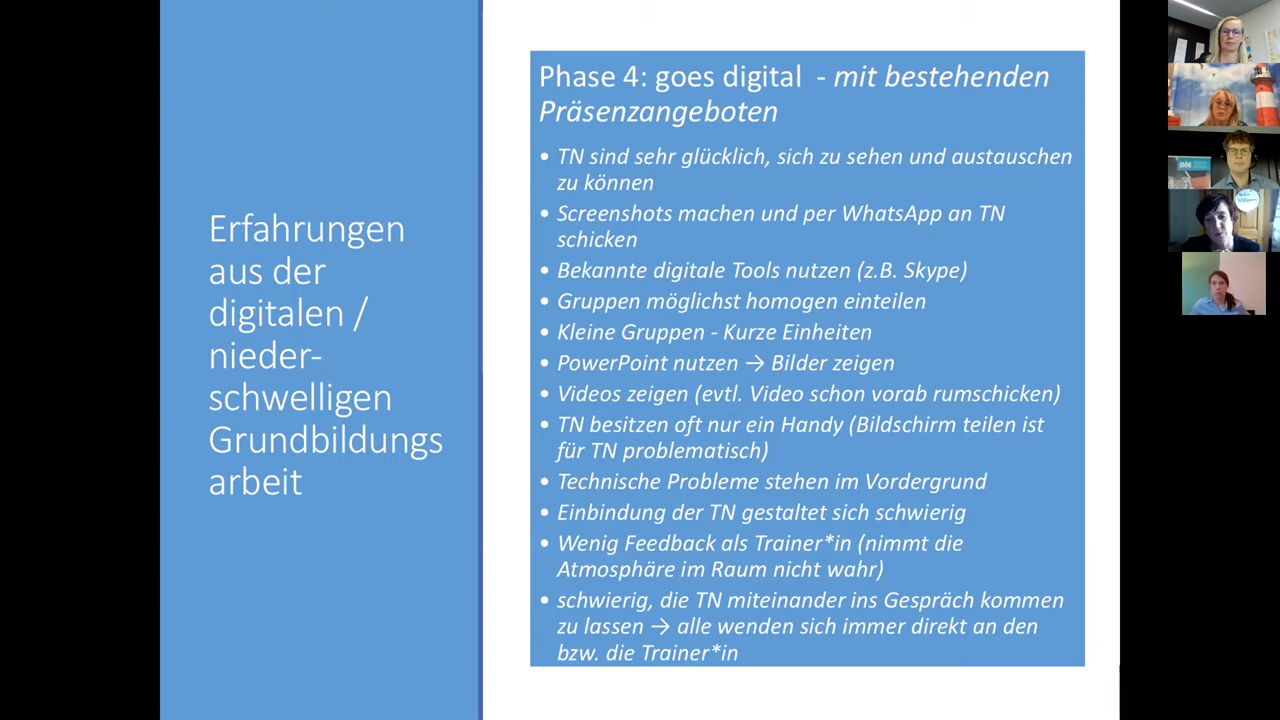 Erfahrungen
aus der
digitalen /
nieder-
schwelligen
Grundbildungs
arbeit
Phase 4: goes digital - mit bestehenden
Präsenzangeboten
• TN sind sehr glücklich, sich zu sehen und austauschen
zu können
• Screenshots machen und per WhatsApp an TN
schicken
• Bekannte digitale Tools nutzen (z.B. Skype)
• Gruppen möglichst homogen einteilen
• Kleine Gruppen - Kurze Einheiten
• PowerPoint nutzen → Bilder zeigen
• Videos zeigen (evtl. Video schon vorab rumschicken)
• TN besitzen oft nur ein Handy (Bildschirm teilen ist
für TN problematisch)
• Technische Probleme stehen im Vordergrund
• Einbindung der TN gestaltet sich schwierig
• Wenig Feedback als Trainer*in (nimmt die
Atmosphäre im Raum nicht wahr)
• schwierig, die TN miteinander ins Gespräch kommen
zu lassen → alle wenden sich immer direkt an den
bzw. die Trainer*in
DIE